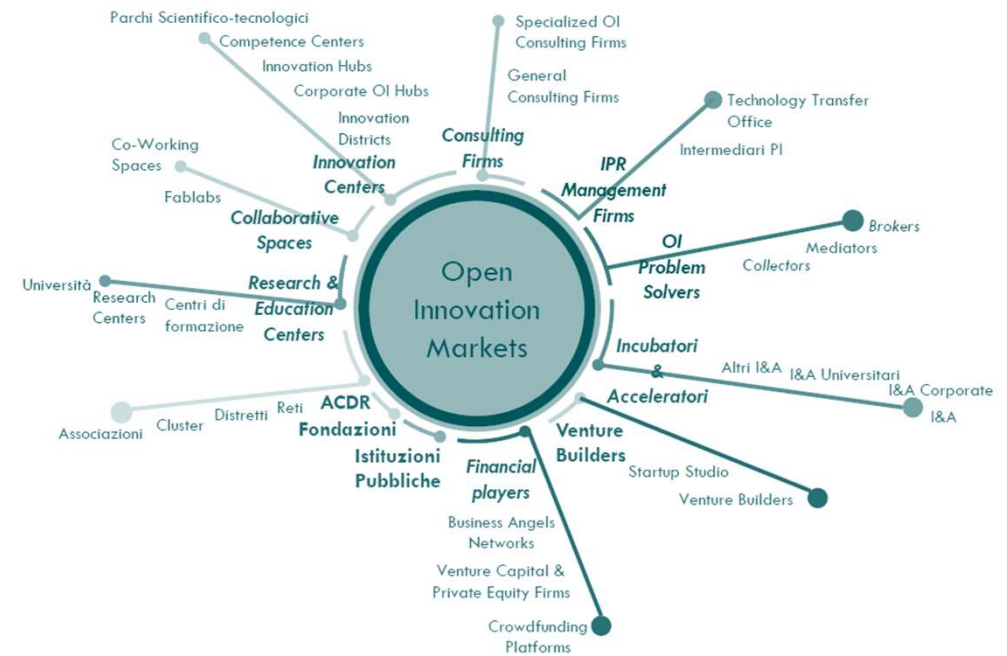 Parchi Scientifico-tecnologici
Competence Centers
Innovation Hubs
Corporate OI Hubs
Innovation
Districts
Innovation
Centers
Specialized OI
Consulting Firms
General
Consulting Firms
Consulting
Firms
Technology Transfer
Office
Intermediari PI
IPR
Management
Firms
Co-Working
Spaces
Fablabs
Collaborative
Spaces
Brokers
Mediators
Collectors
OI
Problem
Solvers
Università
Research
Centers
Centri di
formazione
Research &
Education
Centers
Open
Innovation
Markets
Incubatori
&
Acceleratori
Altri I&A
I&A Universitari
I&A Corporate
I&A
Associazioni
Cluster
Distretti
Reti
ACDR
Fondazioni
Istituzioni
Pubbliche
Venture
Builders
Startup Studio
Venture Builders
Financial
players
Business Angels
Networks
Venture Capital &
Private Equity Firms
Crowdfunding
Platforms